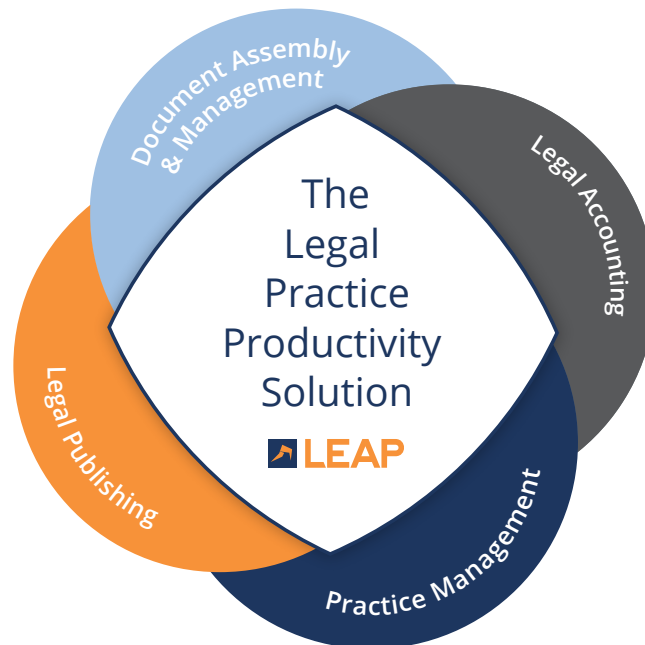 Document Assembly
& Management
Legal Accounting
The
Legal
Practice
Productivity
Solution
LEAP
Legal Publishing
Practice Management